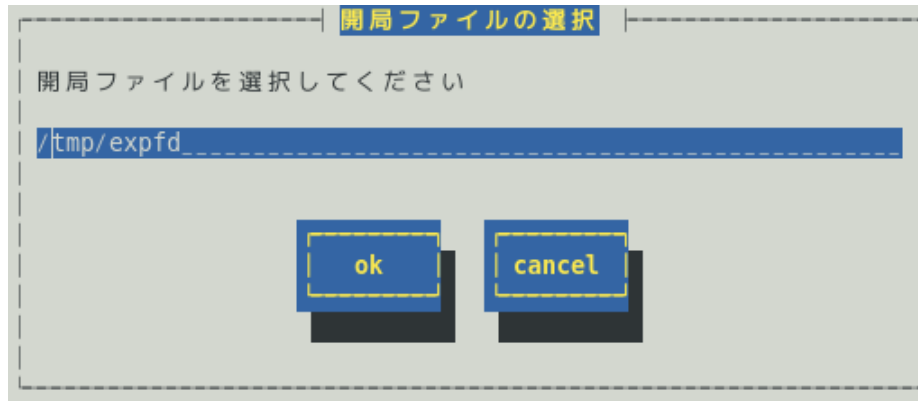 開局ファイルの選択
開局ファイルを選択してください
/tmp/expfd__________________________________________________
ok cancel